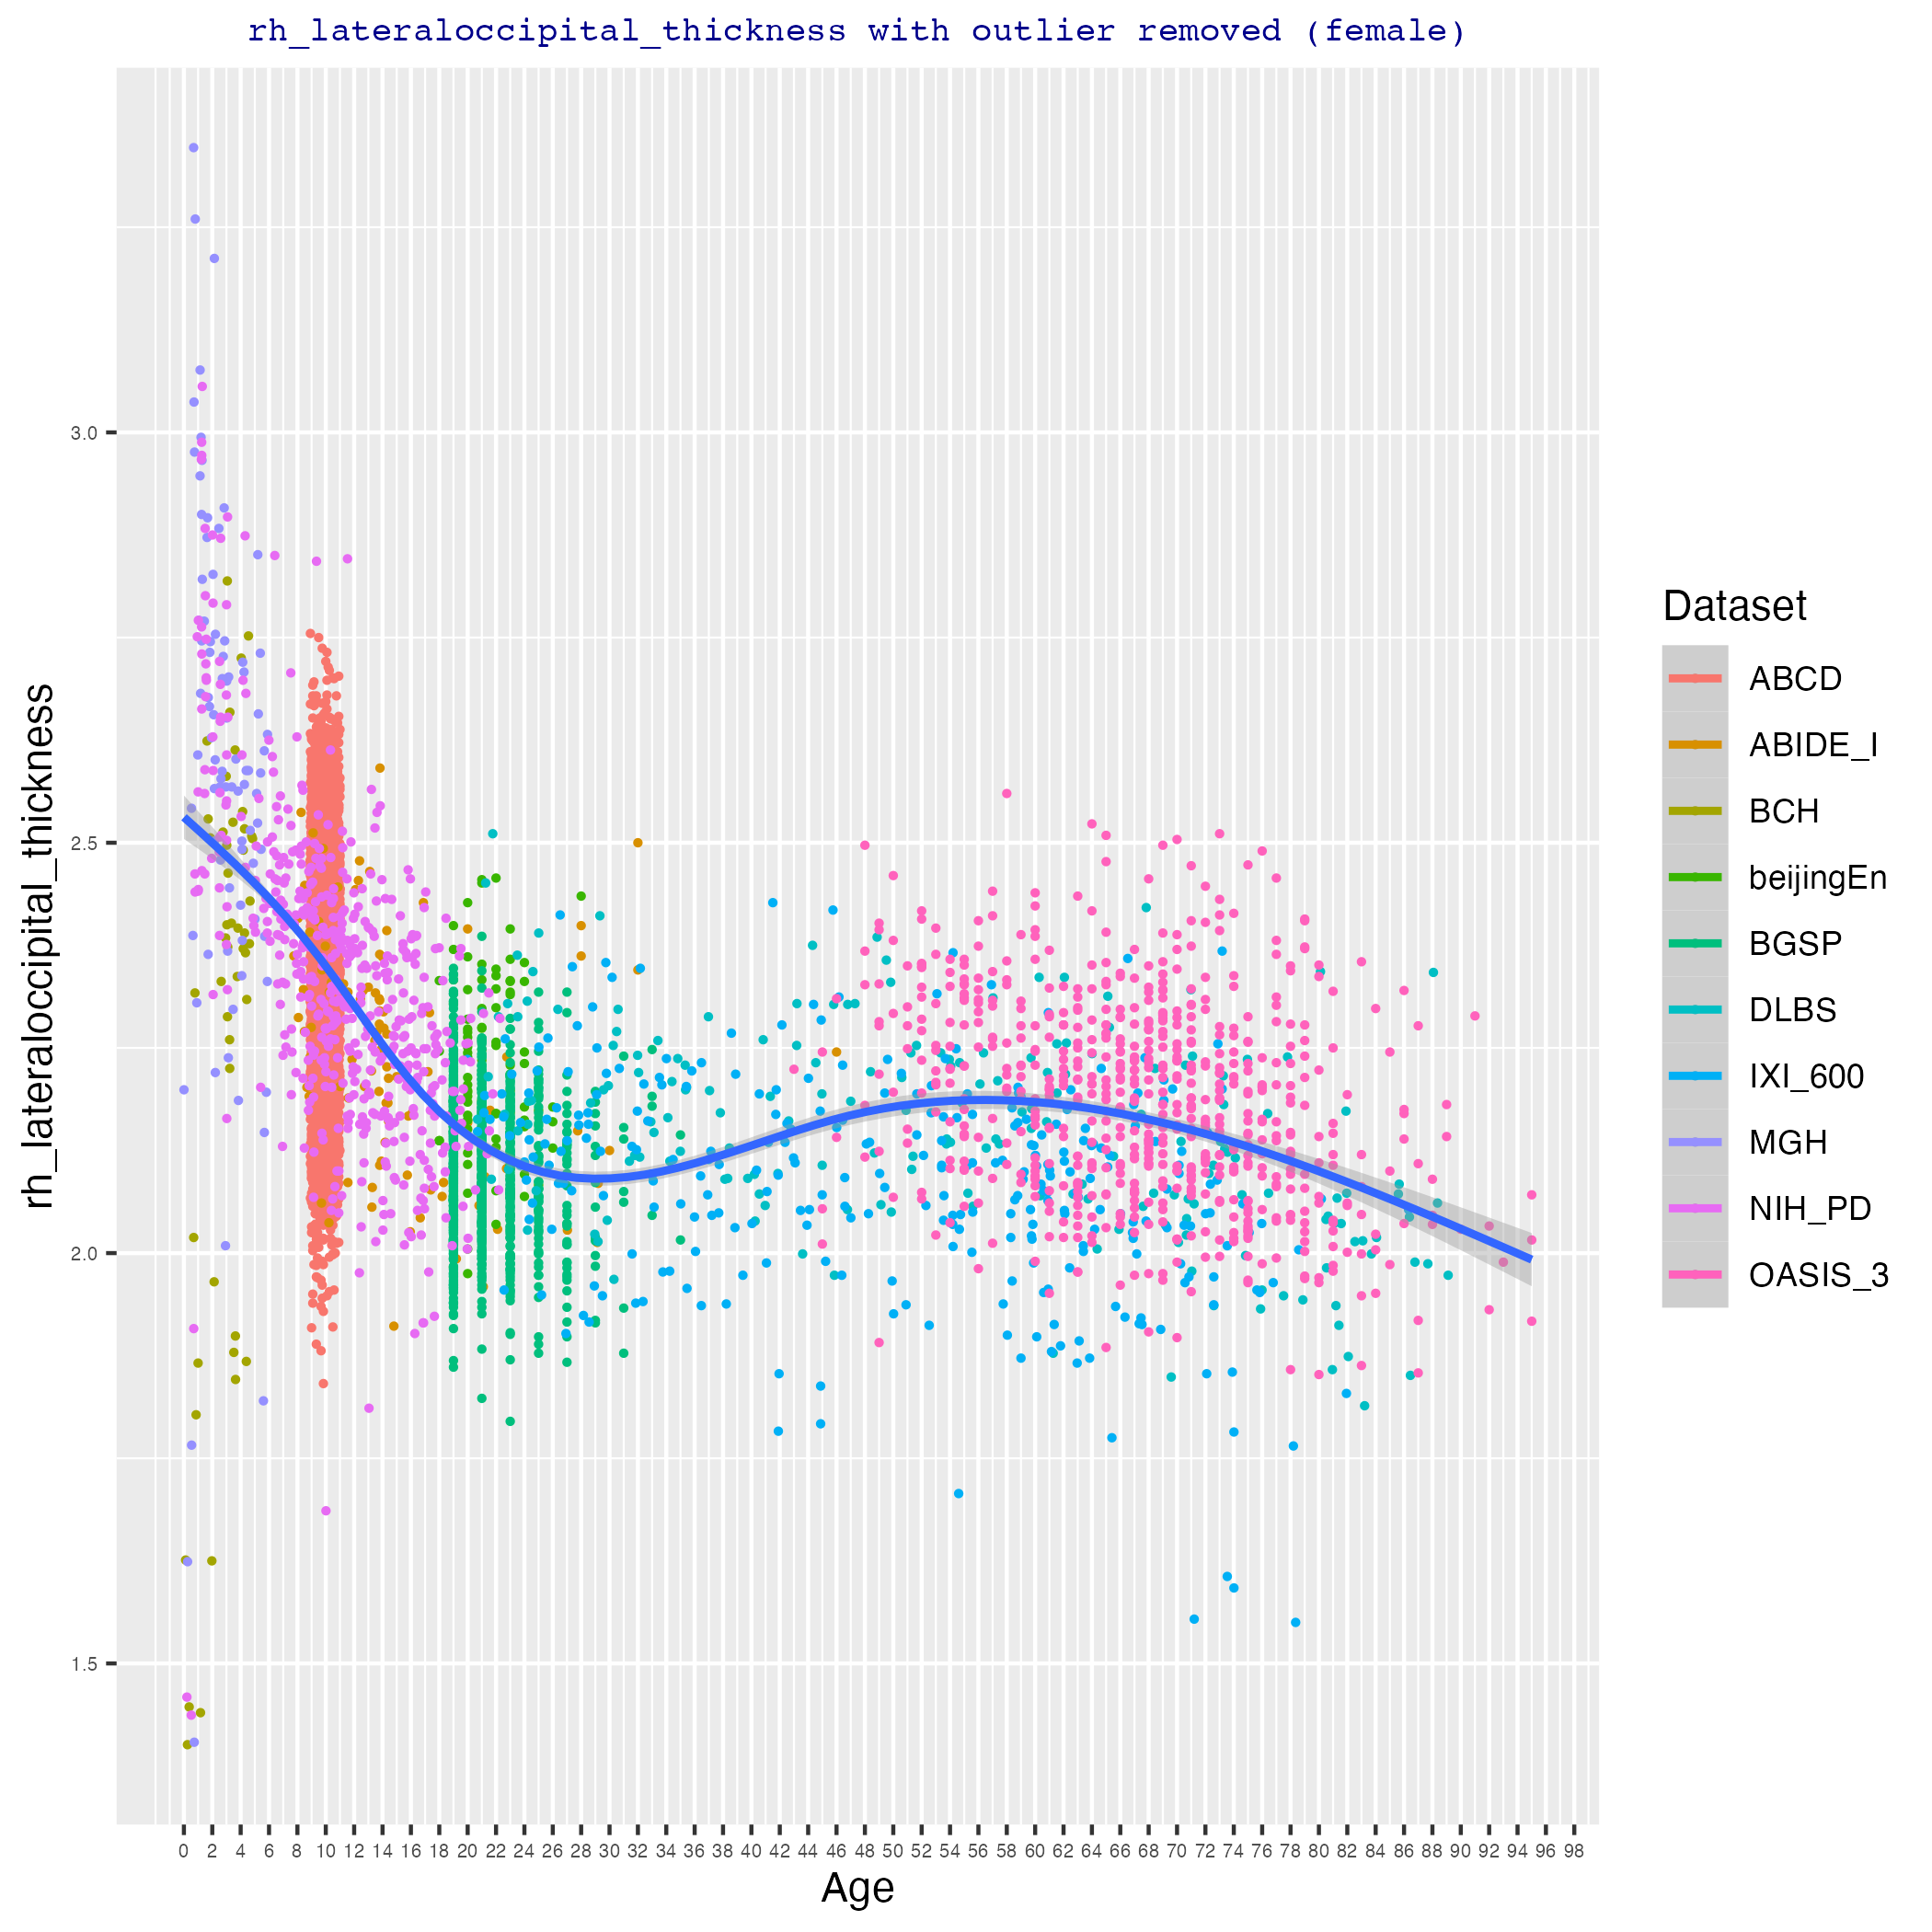 rh_lateraloccipital_thickness with outlier removed (female)
rh_lateraloccipital_thickness
3.0
2.5
2.0
1.5
0 2 4 6 8 10 12 14 16 18 20 22 24 26 28 30 32 34 36 38 40 42 44 46 48 50 52 54 56 58 60 62 64 66 68 70 72 74 76 78 80 82 84 86 88 90 92 94 96 98
Age
Dataset
ABCD
ABIDE_I
BCH
beijingEn
BGSP
DLBS
IXI_600
MGH
NIH_PD
OASIS_3